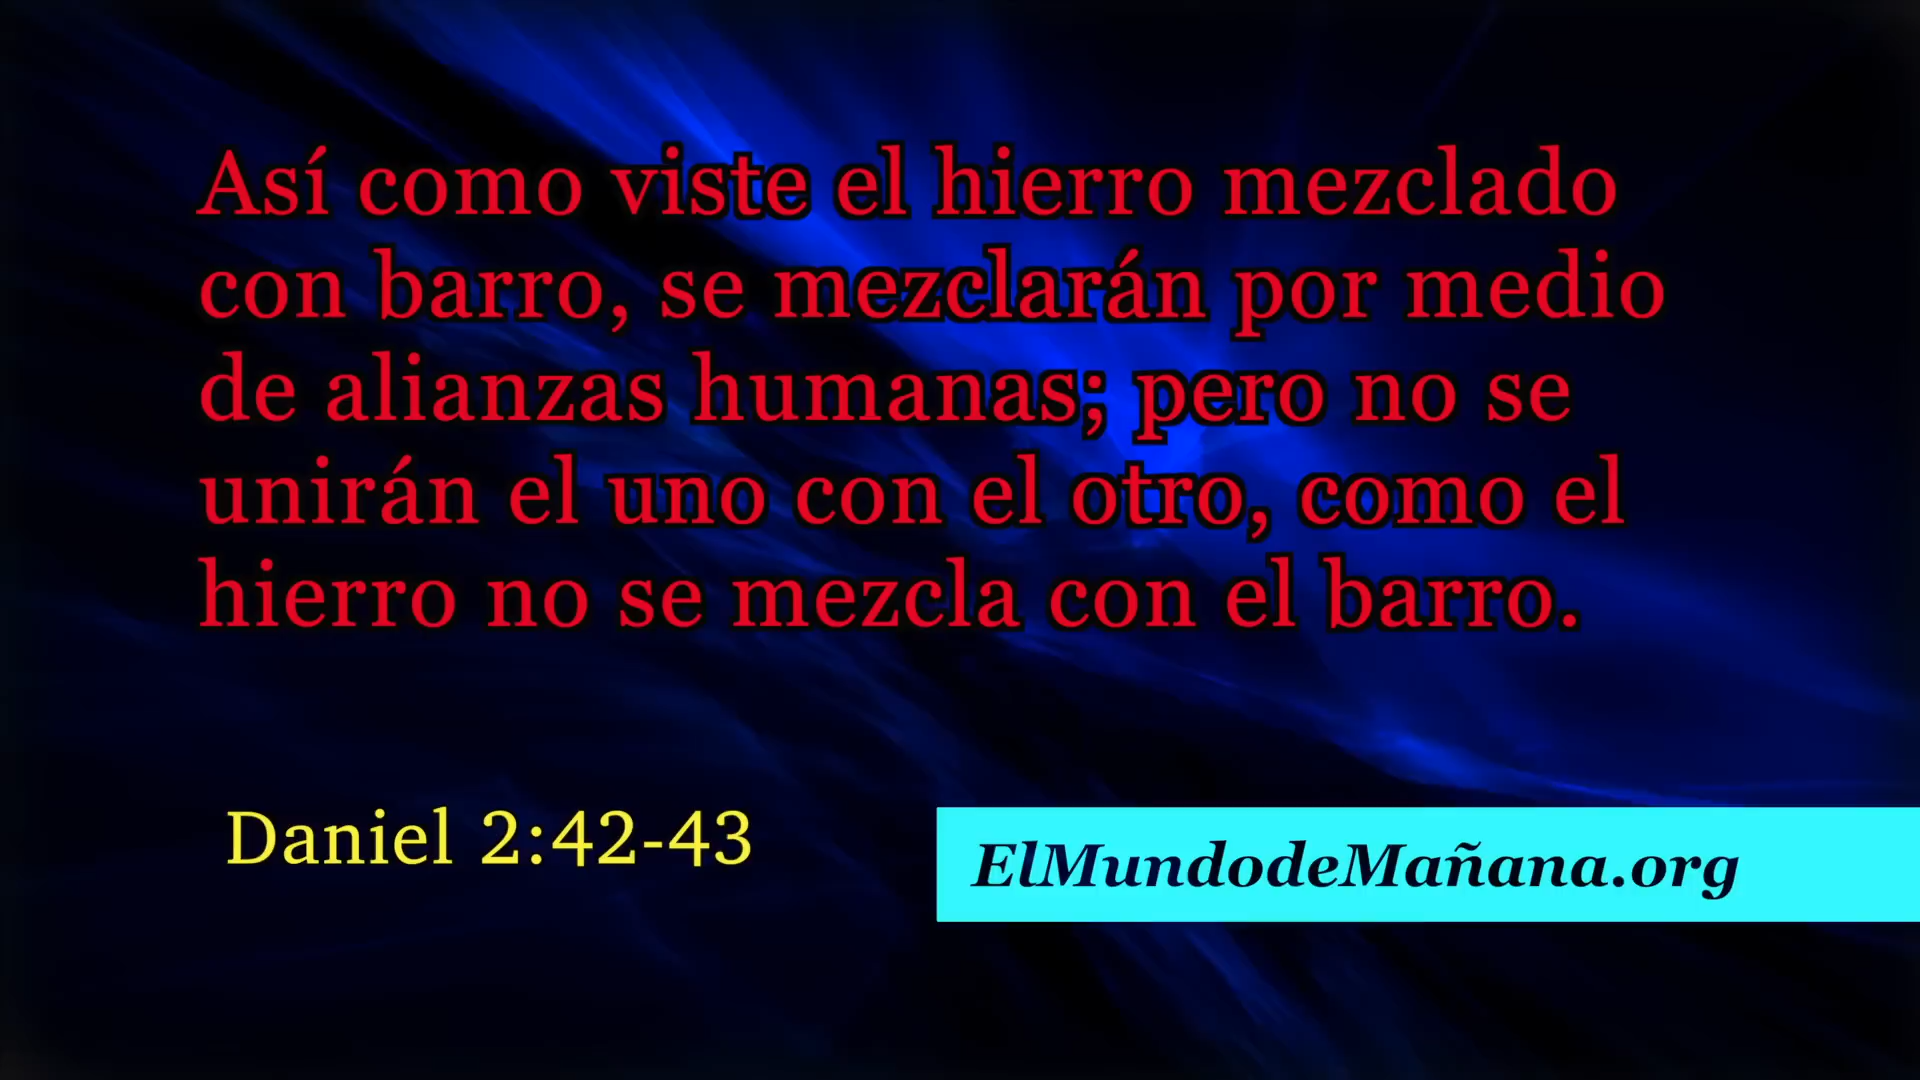 Así como viste el hierro mezclado
con barro, se mezclarán por medio
de alianzas humanas; pero no se
unirán el uno con el otro, como el
hierro no se mezcla con el barro.
Daniel 2:42-43
ElMundodeMañana.org